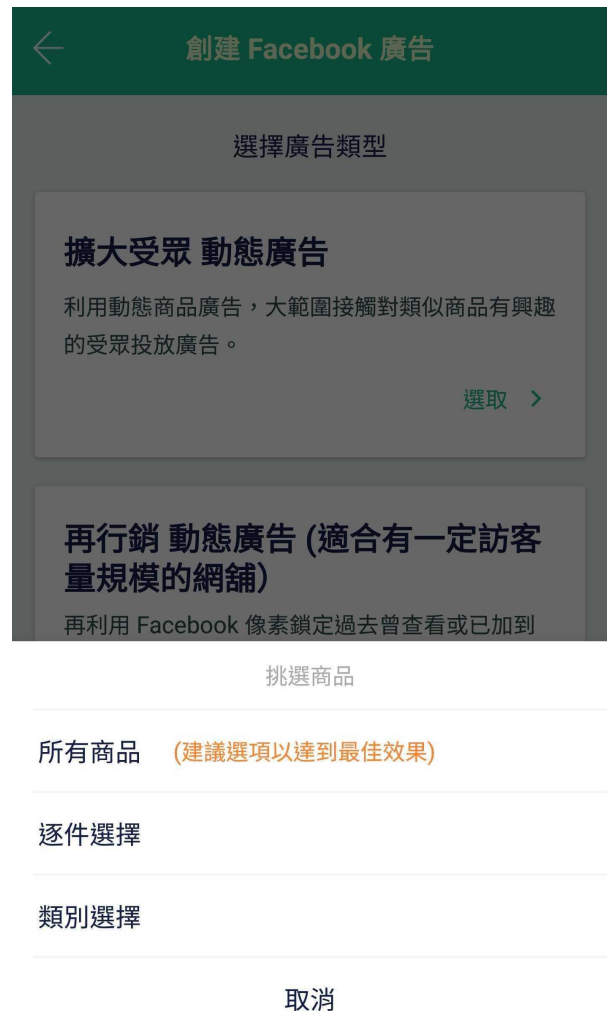 創建 Facebook 廣告
選擇廣告類型
擴大受眾 動態廣告
利用動態商品廣告，大範圍接觸對類似商品有興趣
的受眾投放廣告。
選取
再行銷 動態廣告 (適合有一定訪客
量規模的網舖）
再利用 Facebook 像素鎖定過去曾查看或已加到
挑選商品
所有商品 (建議選項以達到最佳效果)
逐件選擇
類別選擇
取消